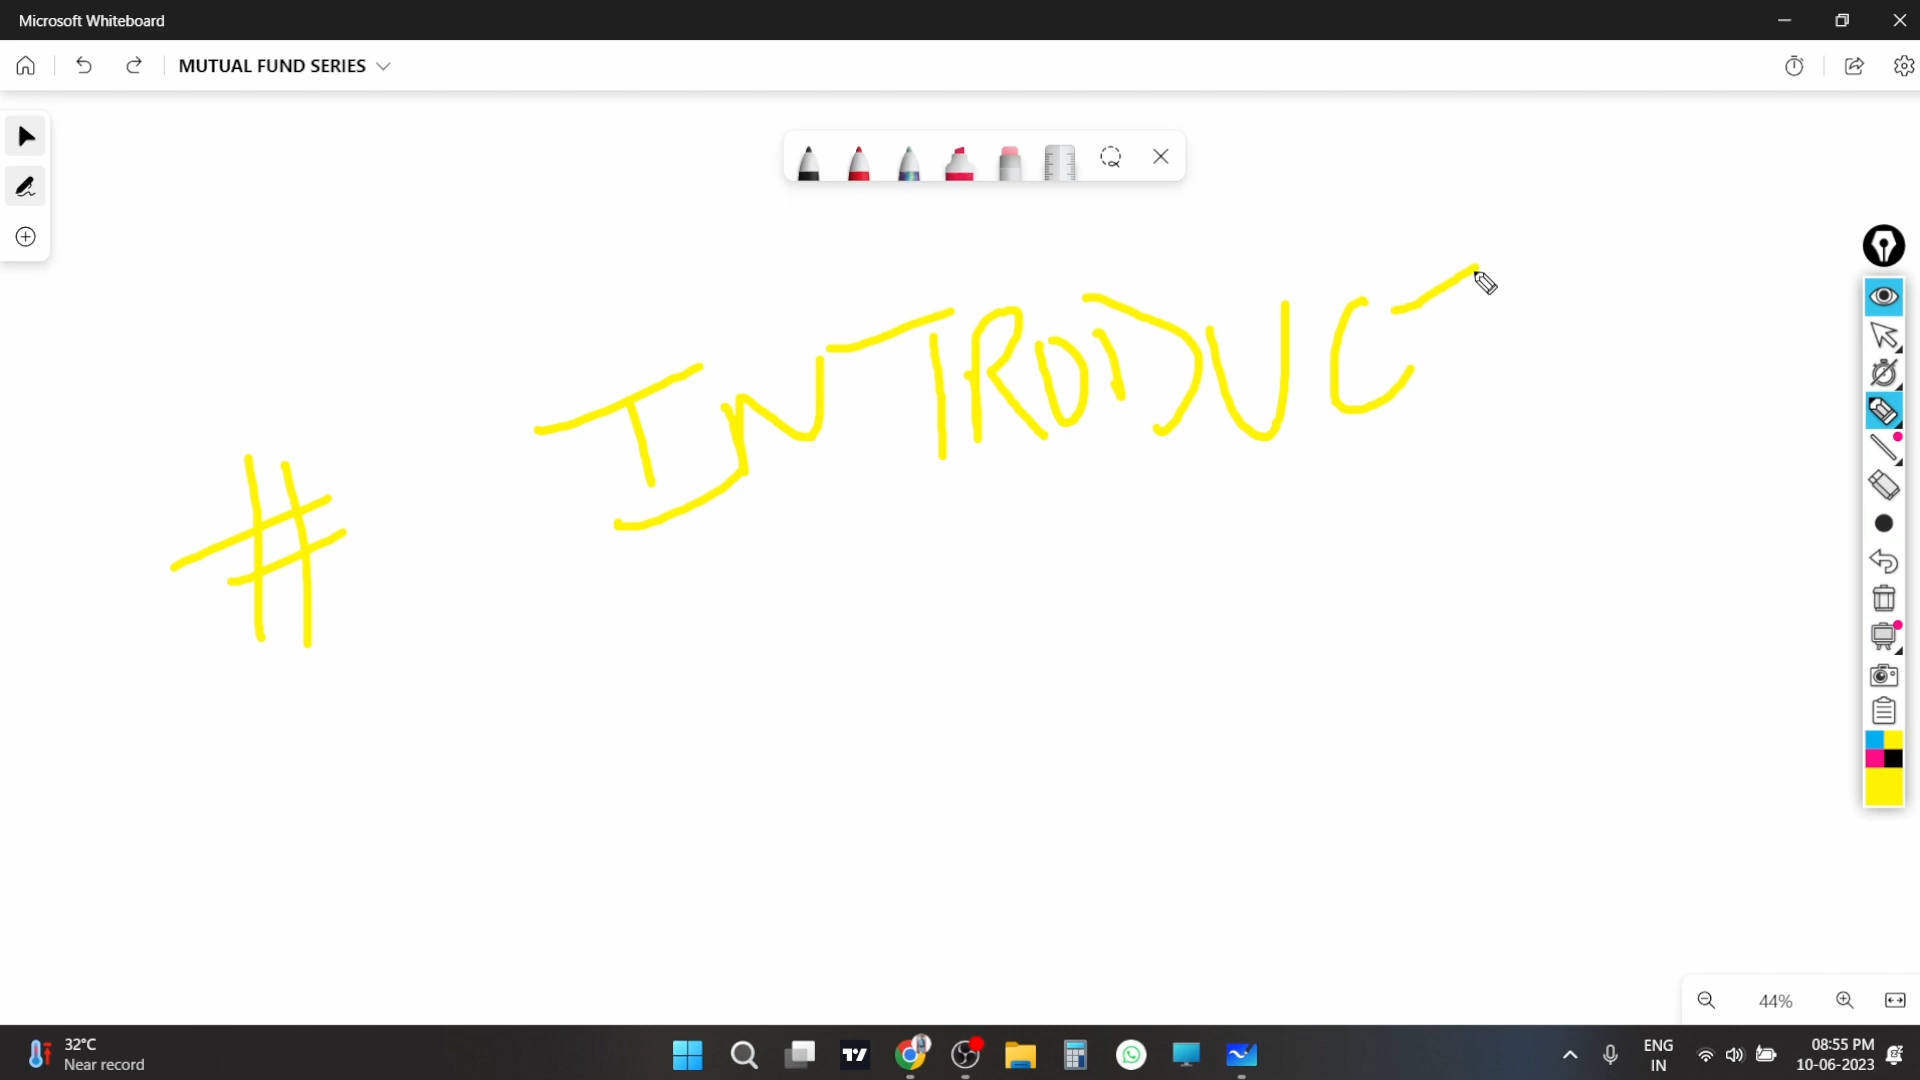 Microsoft Whiteboard
MUTUAL FUND SERIES
# INTRODUC
44%
32°C
Near record
ENG
IN
08:55 PM
10-06-2023